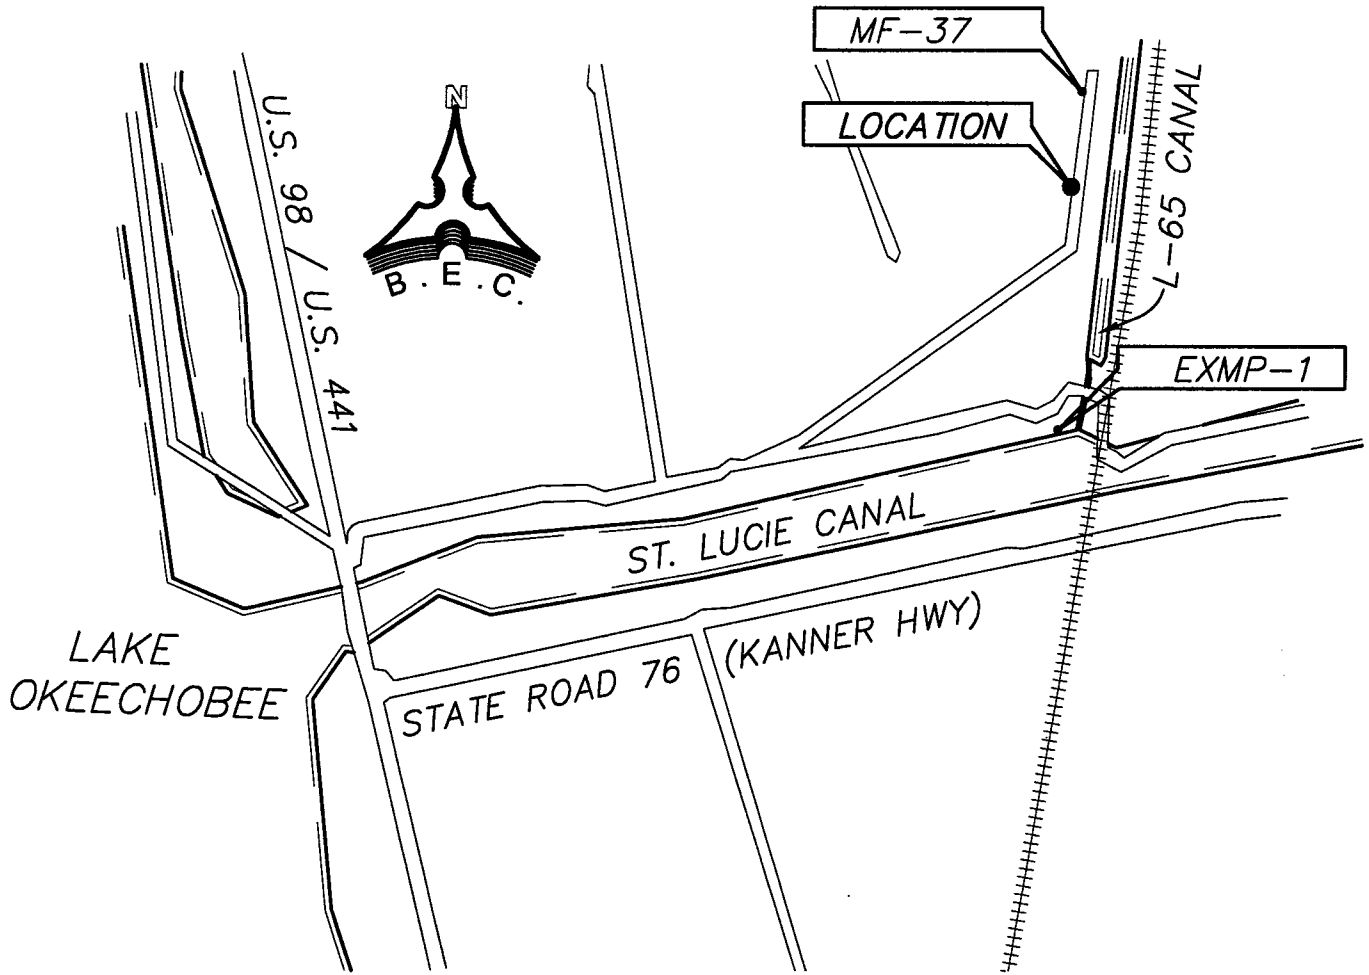 MF-37
LOCATION
N
B.E.C.
U.S. 98 / U.S. 441
L-65 CANAL
EXMP-1
ST. LUCIE CANAL
LAKE
OKEECHOBEE
STATE ROAD 76 (KANNER HWY)